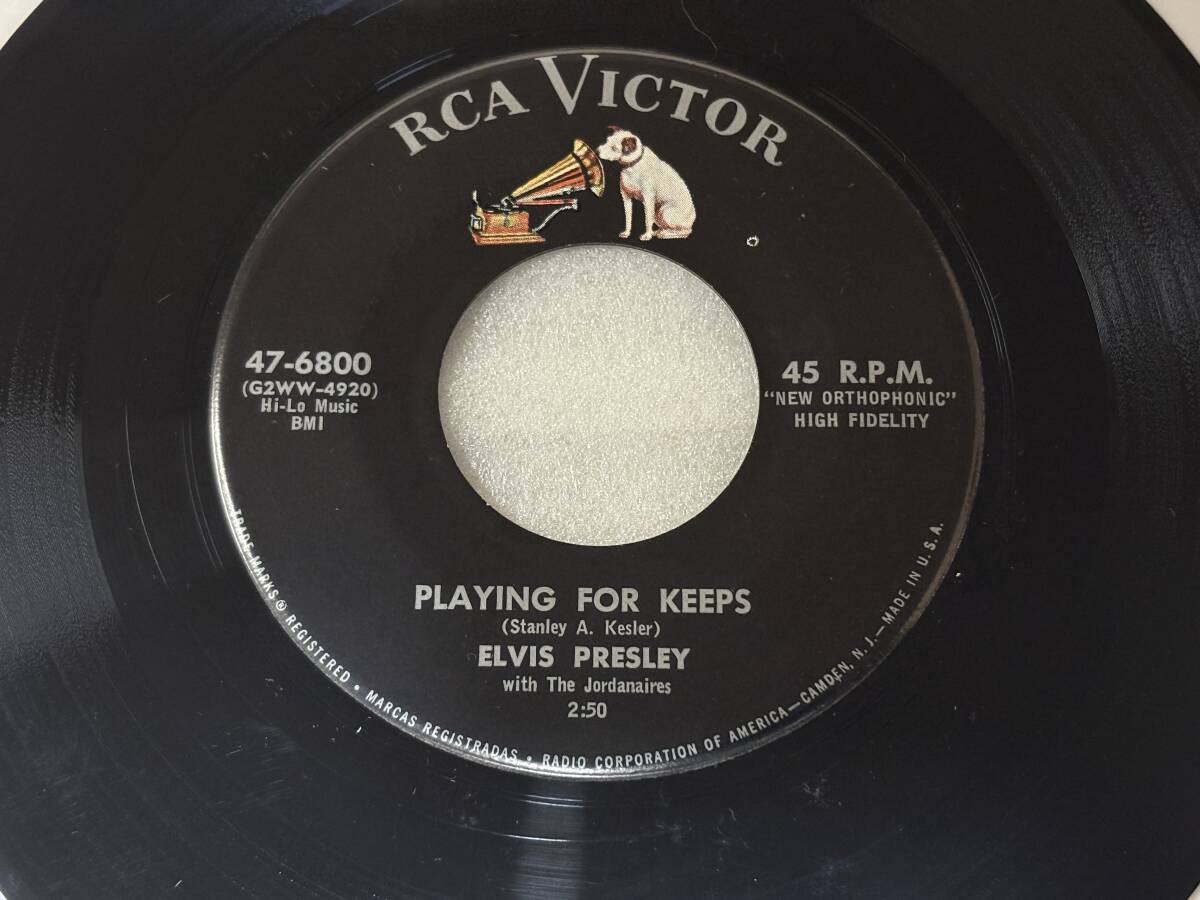 RCA VICTOR
47-6800
(G2WW-4920)
Hi-Lo Music
BMI
45 R.P.M.
"NEW ORTHOPHONIC"
HIGH FIDELITY
PLAYING FOR KEEPS
(Stanley A. Kesler)
ELVIS PRESLEY
with The Jordanaires
2:50
TRADE MARKS ® REGISTERED • MARCAS REGISTRADAS • RADIO CORPORATION OF AMERICA—CAMDEN, N. J.—MADE IN U. S. A.